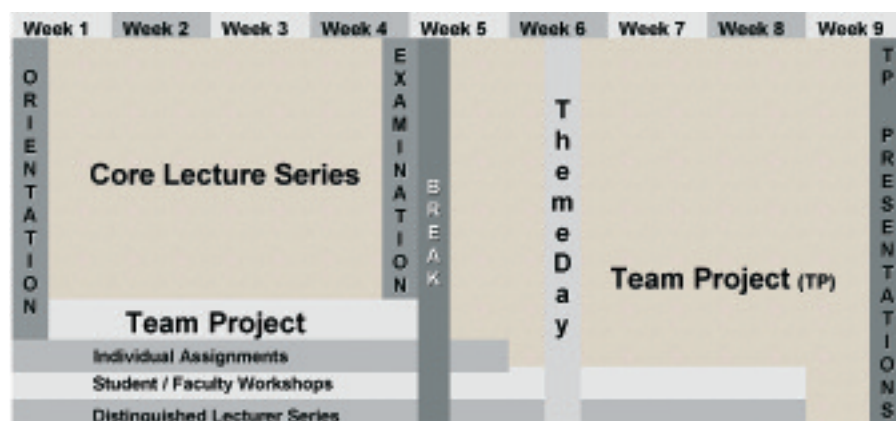 Week 1 Week 2 Week 3 Week 4 Week 5 Week 6 Week 7 Week 8 Week 9
ORIENTATION
Core Lecture Series
EXAMINATION
BREAK
ThemeDay
Team Project (TP)
TP PRESENTATIONS
Team Project
Individual Assignments
Student / Faculty Workshops
Distinguished Lecturer Series